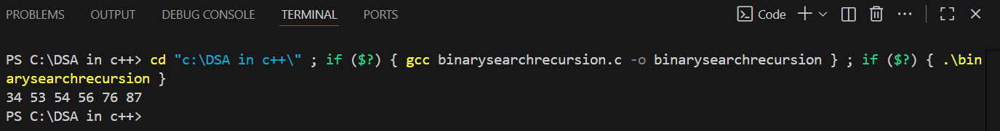 PROBLEMS OUTPUT DEBUG CONSOLE TERMINAL PORTS Code
PS C:\DSA in c++> cd "c:\DSA in c++\" ; if ($?) { gcc binarysearchrecursion.c -o binarysearchrecursion } ; if ($?) { .\bin
arysearchrecursion }
34 53 54 56 76 87
PS C:\DSA in c++>